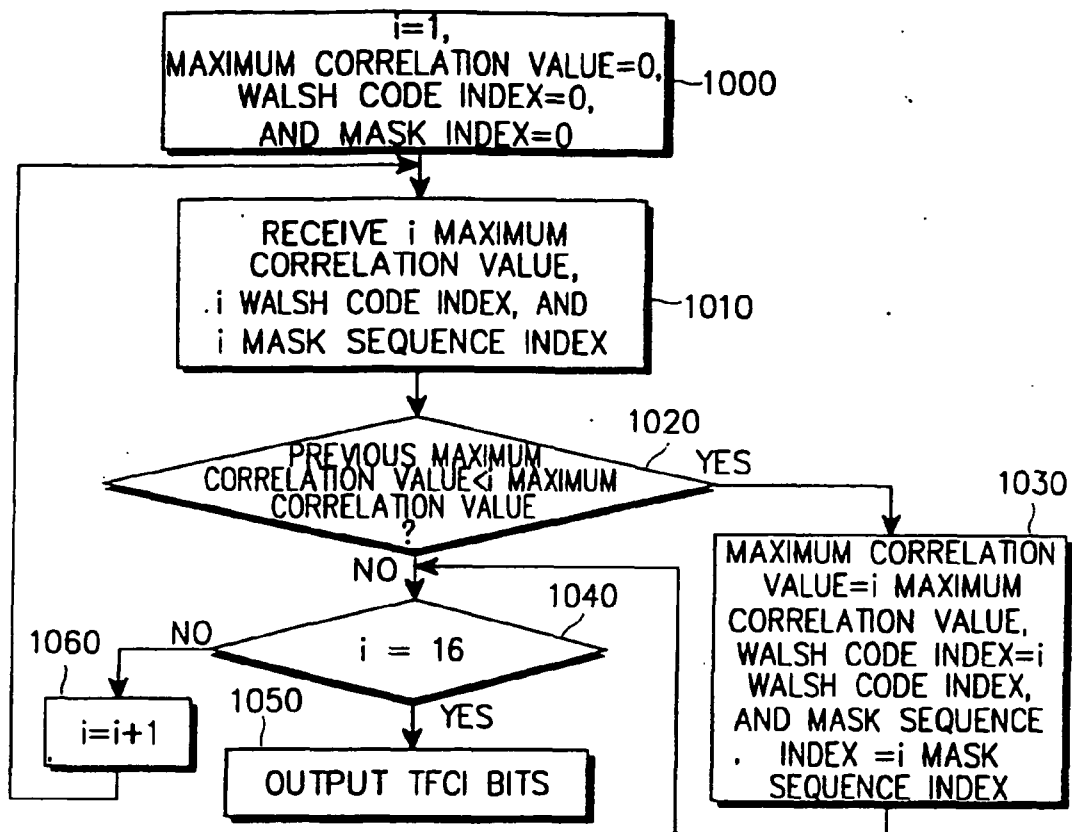 i=1,
MAXIMUM CORRELATION VALUE=0,
WALSH CODE INDEX=0,
AND MASK INDEX=0
1000
RECEIVE i MAXIMUM
CORRELATION VALUE,
i WALSH CODE INDEX, AND
i MASK SEQUENCE INDEX
1010
PREVIOUS MAXIMUM
CORRELATION VALUE<i MAXIMUM
CORRELATION VALUE
?
1020
YES
NO
1030
MAXIMUM CORRELATION
VALUE=i MAXIMUM
CORRELATION VALUE,
WALSH CODE INDEX=i
WALSH CODE INDEX,
AND MASK SEQUENCE
INDEX =i MASK
SEQUENCE INDEX
i = 16
1040
NO
YES
1060
i=i+1
1050
OUTPUT TFCI BITS